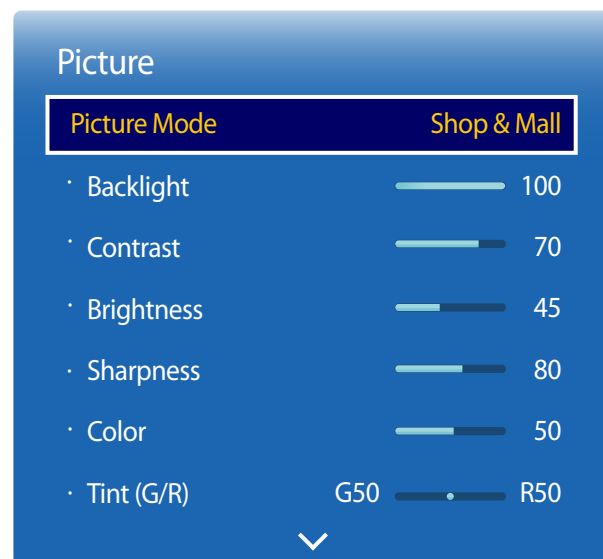 Picture
Picture Mode Shop & Mall
· Backlight 100
· Contrast 70
· Brightness 45
· Sharpness 80
· Color 50
· Tint (G/R) G50 R50